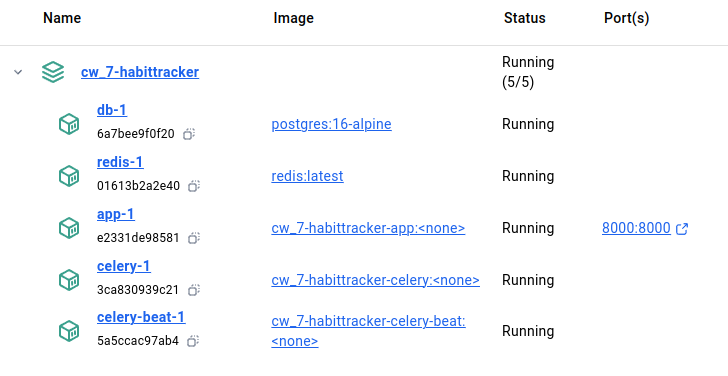 Name Image Status Port(s)
cw_7-habittracker Running
(5/5)
db-1
6a7bee9f0f20 postgres:16-alpine Running
redis-1
01613b2a2e40 redis:latest Running
app-1
e2331de98581 cw_7-habittracker-app:<none> Running 8000:8000
celery-1
3ca830939c21 cw_7-habittracker-celery:<none> Running
celery-beat-1
5a5ccac97ab4 cw_7-habittracker-celery-beat: Running
<none>